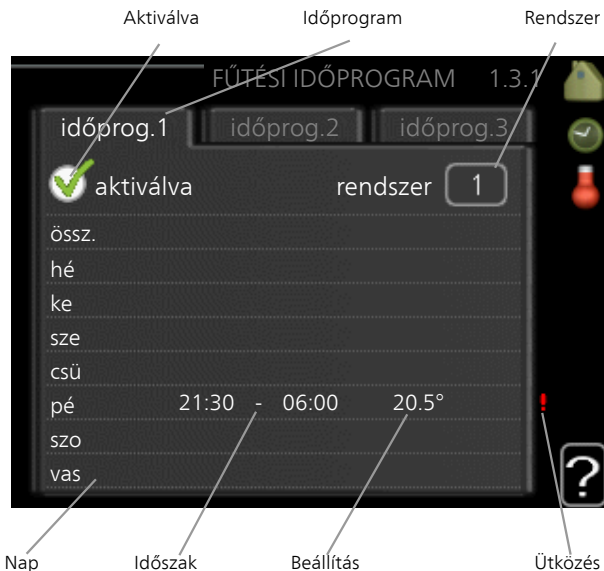 Aktiválva Időprogram Rendszer
FŰTÉSI IDŐPROGRAM 1.3.1
időprog.1 időprog.2 időprog.3
aktiválva rendszer 1
össz.
hé
ke
sze
csü
pé 21:30 - 06:00 20.5°
szo
vas
?
Nap Időszak Beállítás Ütközés